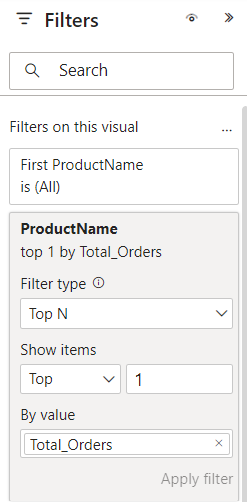 Filters
Search
Filters on this visual ...
First ProductName
is (All)
ProductName
top 1 by Total_Orders
Filter type
Top N
Show items
Top 1
By value
Total_Orders
Apply filter